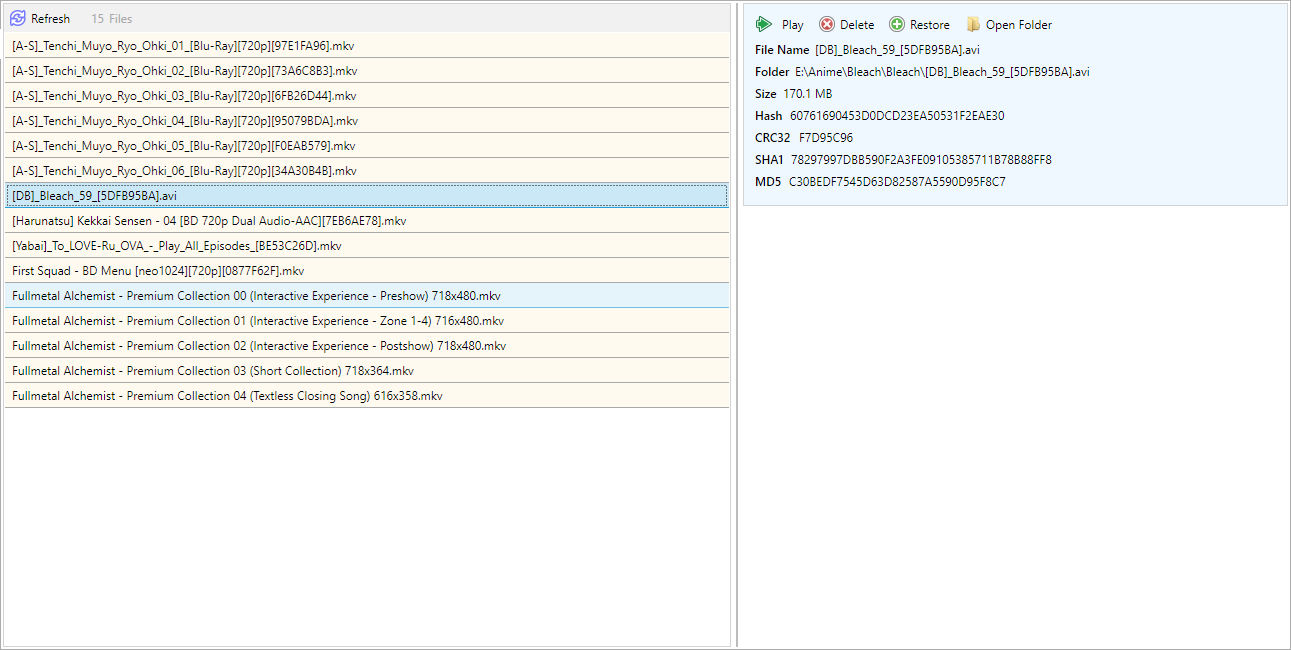 Refresh 15 Files
[A-S]_Tenchi_Muyo_Ryo_Ohki_01_[Blu-Ray][720p][97E1FA96].mkv
[A-S]_Tenchi_Muyo_Ryo_Ohki_02_[Blu-Ray][720p][73A6C8B3].mkv
[A-S]_Tenchi_Muyo_Ryo_Ohki_03_[Blu-Ray][720p][6FB26D44].mkv
[A-S]_Tenchi_Muyo_Ryo_Ohki_04_[Blu-Ray][720p][95079BDA].mkv
[A-S]_Tenchi_Muyo_Ryo_Ohki_05_[Blu-Ray][720p][F0EAB579].mkv
[A-S]_Tenchi_Muyo_Ryo_Ohki_06_[Blu-Ray][720p][34A30B4B].mkv
[DB]_Bleach_59_[5DFB95BA].avi
[Harunatsu] Kekkai Sensen - 04 [BD 720p Dual Audio-AAC][7EB6AE78].mkv
[Yabai]_To_LOVE-Ru_OVA_-_Play_All_Episodes_[BE53C26D].mkv
First Squad - BD Menu [neo1024][720p][0877F62F].mkv
Fullmetal Alchemist - Premium Collection 00 (Interactive Experience - Preshow) 718x480.mkv
Fullmetal Alchemist - Premium Collection 01 (Interactive Experience - Zone 1-4) 716x480.mkv
Fullmetal Alchemist - Premium Collection 02 (Interactive Experience - Postshow) 718x480.mkv
Fullmetal Alchemist - Premium Collection 03 (Short Collection) 718x364.mkv
Fullmetal Alchemist - Premium Collection 04 (Textless Closing Song) 616x358.mkv
Play Delete Restore Open Folder
File Name [DB]_Bleach_59_[5DFB95BA].avi
Folder E:\Anime\Bleach\Bleach\[DB]_Bleach_59_[5DFB95BA].avi
Size 170.1 MB
Hash 60761690453D0DCD23EA50531F2EAE30
CRC32 F7D95C96
SHA1 78297997DBB590F2A3FE09105385711B78B88FF8
MD5 C30BEDF7545D63D82587A5590D95F8C7